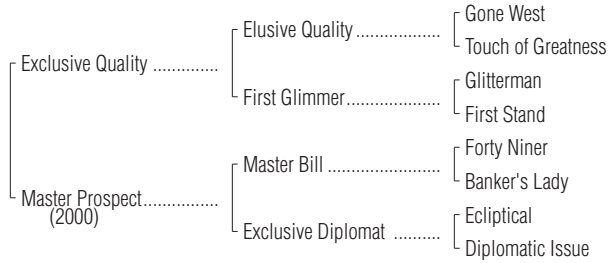 Gone West
Elusive Quality ..................
Touch of Greatness
Exclusive Quality ..............
Glitterman
First Glimmer....................
First Stand
Forty Niner
Master Bill ........................
Banker's Lady
Master Prospect................
(2000)
Ecliptical
Exclusive Diplomat ..........
Diplomatic Issue